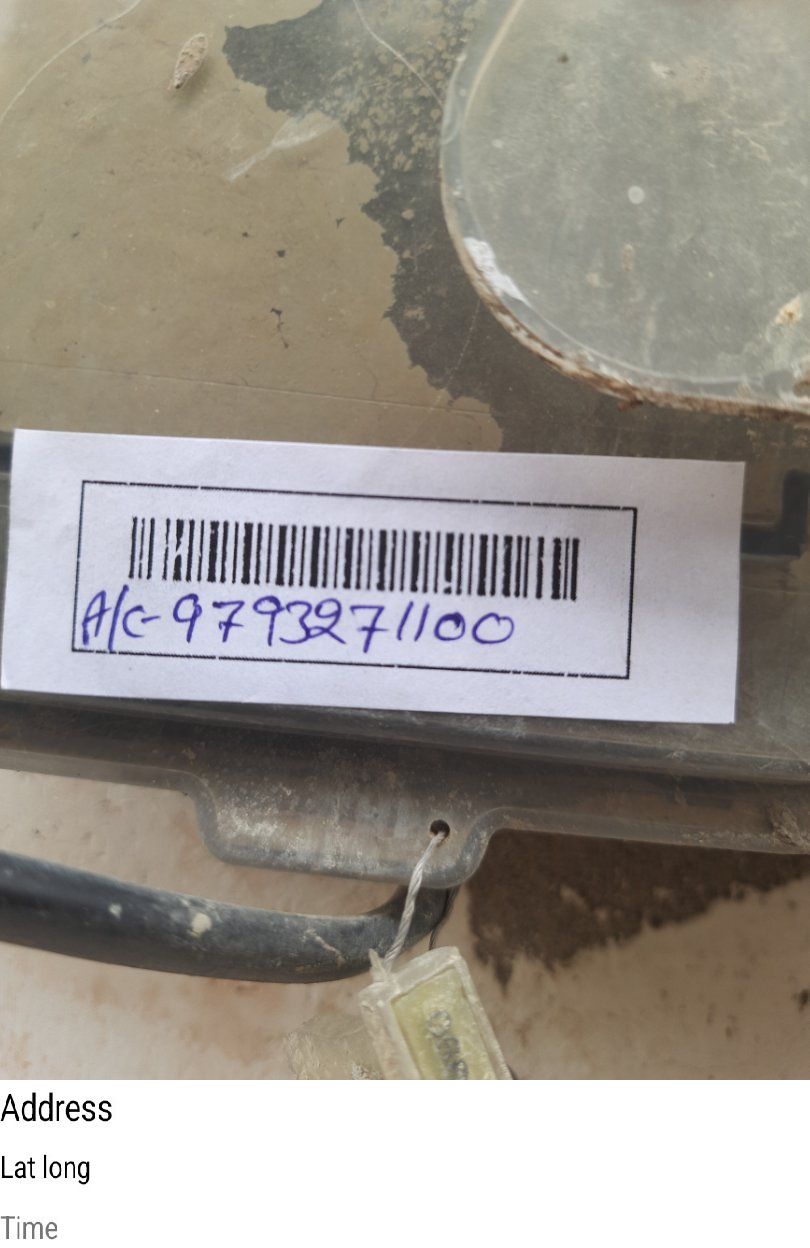 A/C-9793271100
Address
Lat long
Time